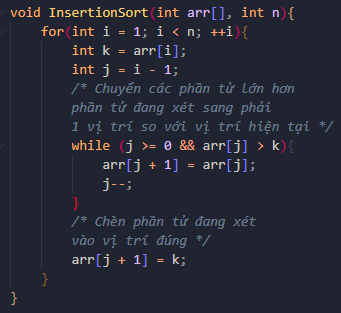 void InsertionSort(int arr[], int n){
for(int i = 1; i < n; ++i){
int k = arr[i];
int j = i - 1;
/* Chuyển các phần tử lớn hơn
phần tử đang xét sang phải
1 vị trí so với vị trí hiện tại */
while (j >= 0 && arr[j] > k){
arr[j + 1] = arr[j];
j--;
}
/* Chèn phần tử đang xét
vào vị trí đúng */
arr[j + 1] = k;
}
}